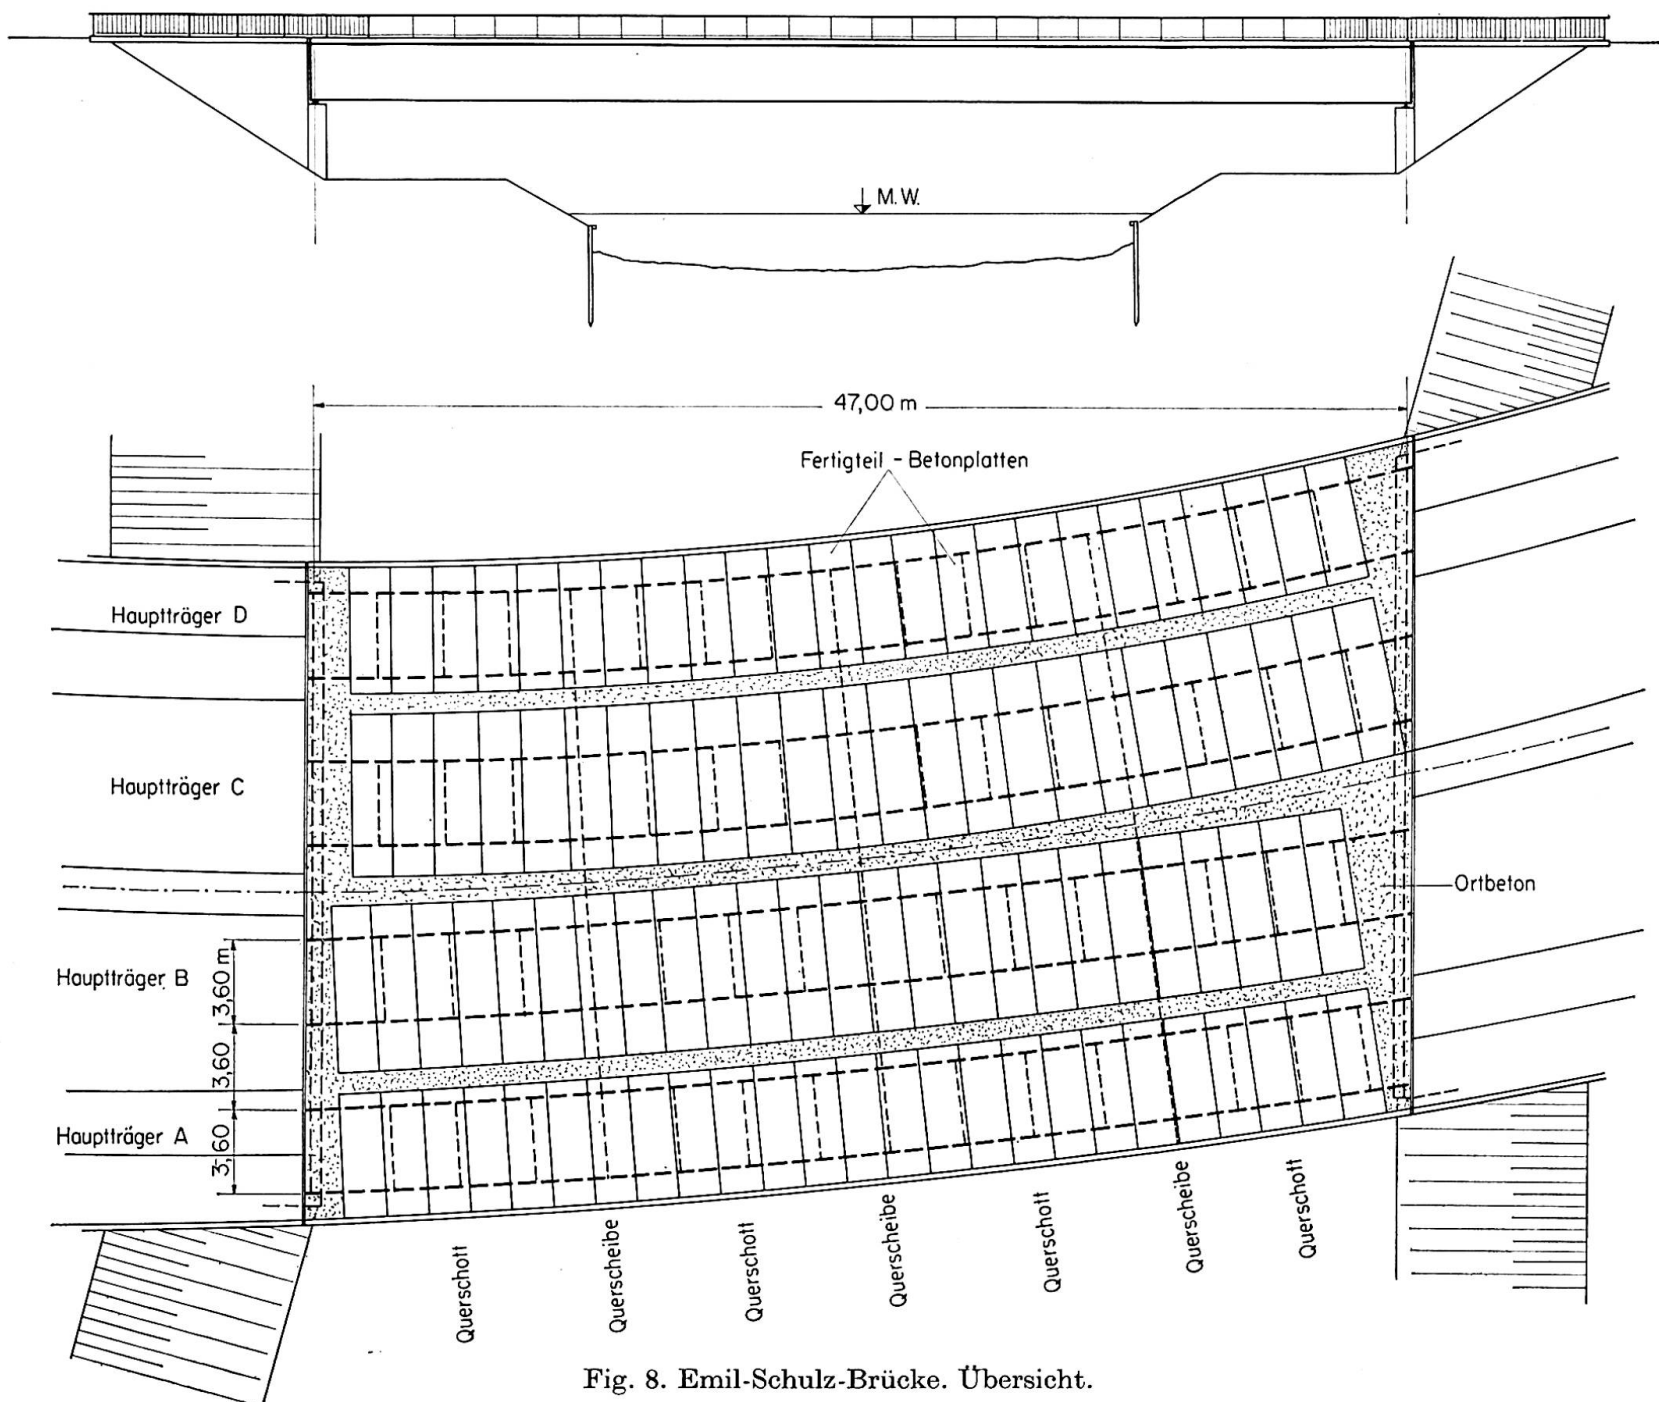 M.W.
47,00 m
Fertigteil - Betonplatten
Hauptträger D
Hauptträger C
Ortbeton
Hauptträger B
3,60 m
3,60
Hauptträger A
3,60
Querschott
Querscheibe
Querschott
Querscheibe
Querschott
Querscheibe
Querschott
Fig. 8. Emil-Schulz-Brücke. Übersicht.